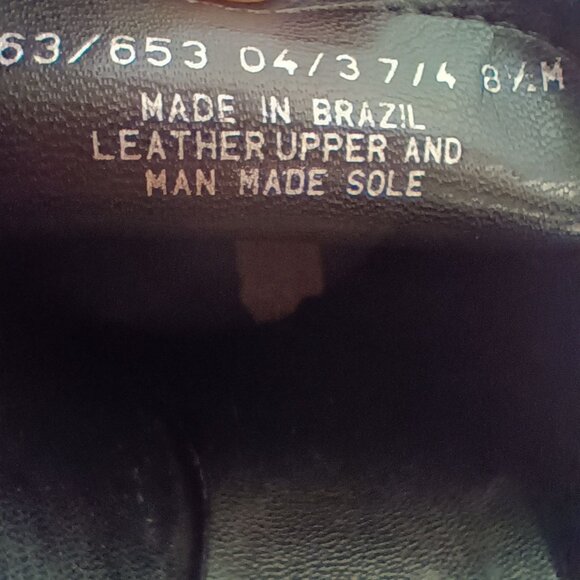 63/653 04/3 7/4 8½M
MADE IN BRAZIL
LEATHER UPPER AND
MAN MADE SOLE